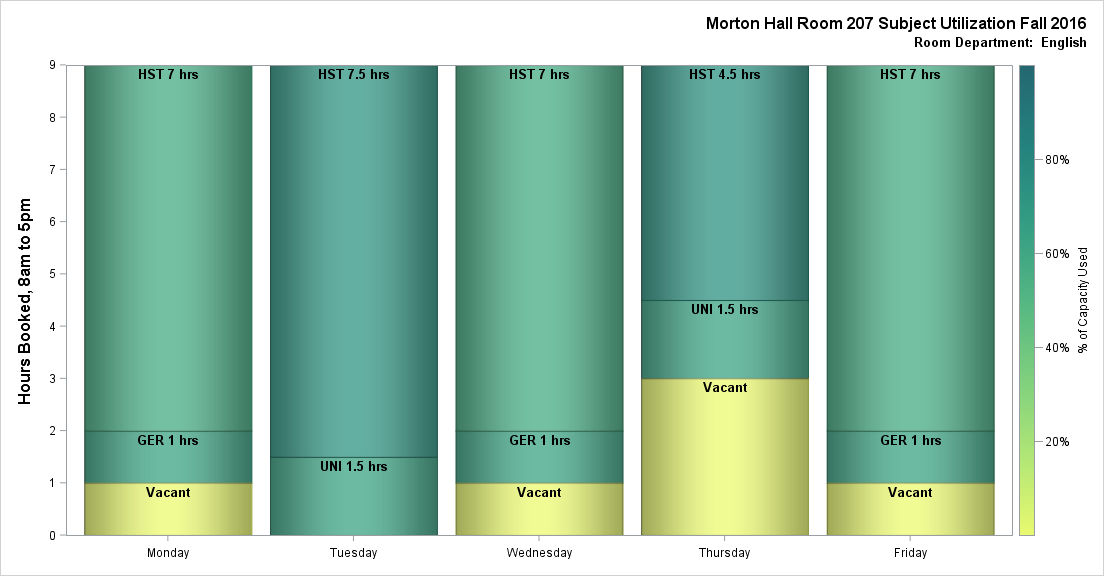 Morton Hall Room 207 Subject Utilization Fall 2016
Room Department: English
Hours Booked, 8am to 5pm
9
8
7
6
5
4
3
2
1
0
HST 7 hrs
GER 1 hrs
Vacant
HST 7.5 hrs
UNI 1.5 hrs
HST 7 hrs
GER 1 hrs
Vacant
HST 4.5 hrs
UNI 1.5 hrs
Vacant
HST 7 hrs
GER 1 hrs
Vacant
Monday
Tuesday
Wednesday
Thursday
Friday
80%
60%
40%
20%
% of Capacity Used